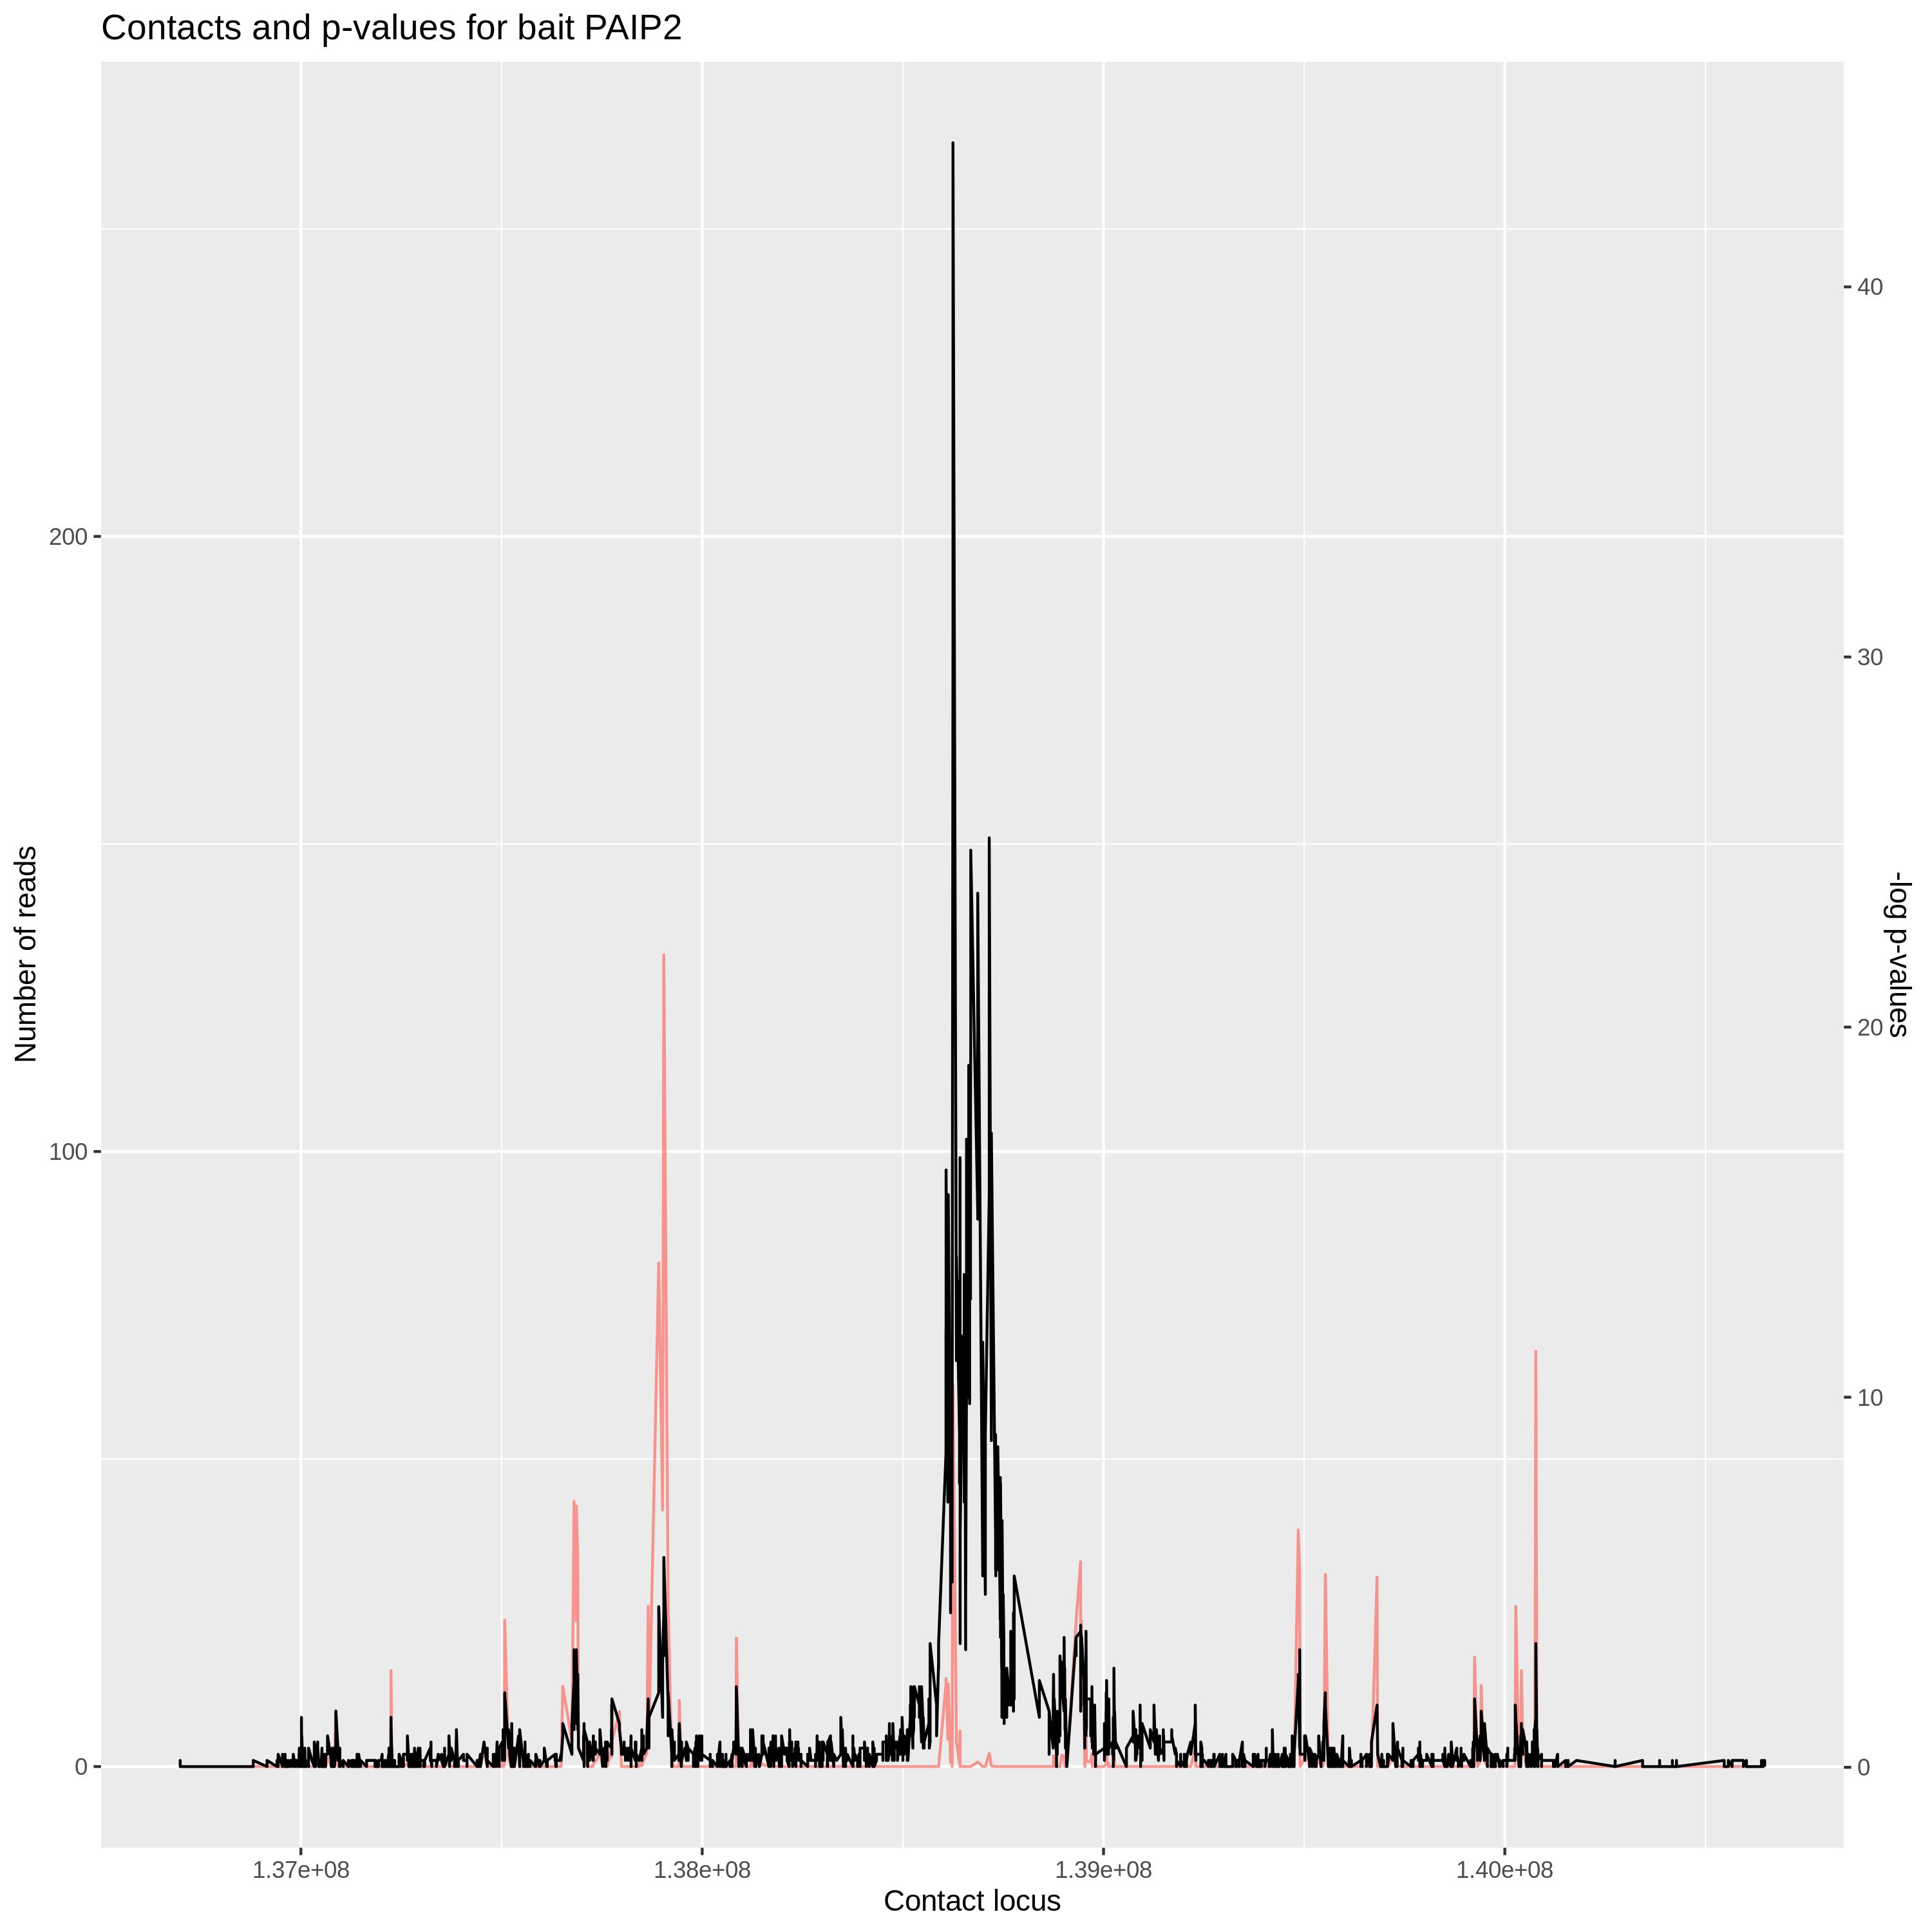 Contacts and p-values for bait PAIP2
Number of reads
200
100
0
40
30
20
10
0
-log p-values
1.37e+08
1.38e+08
1.39e+08
1.40e+08
Contact locus